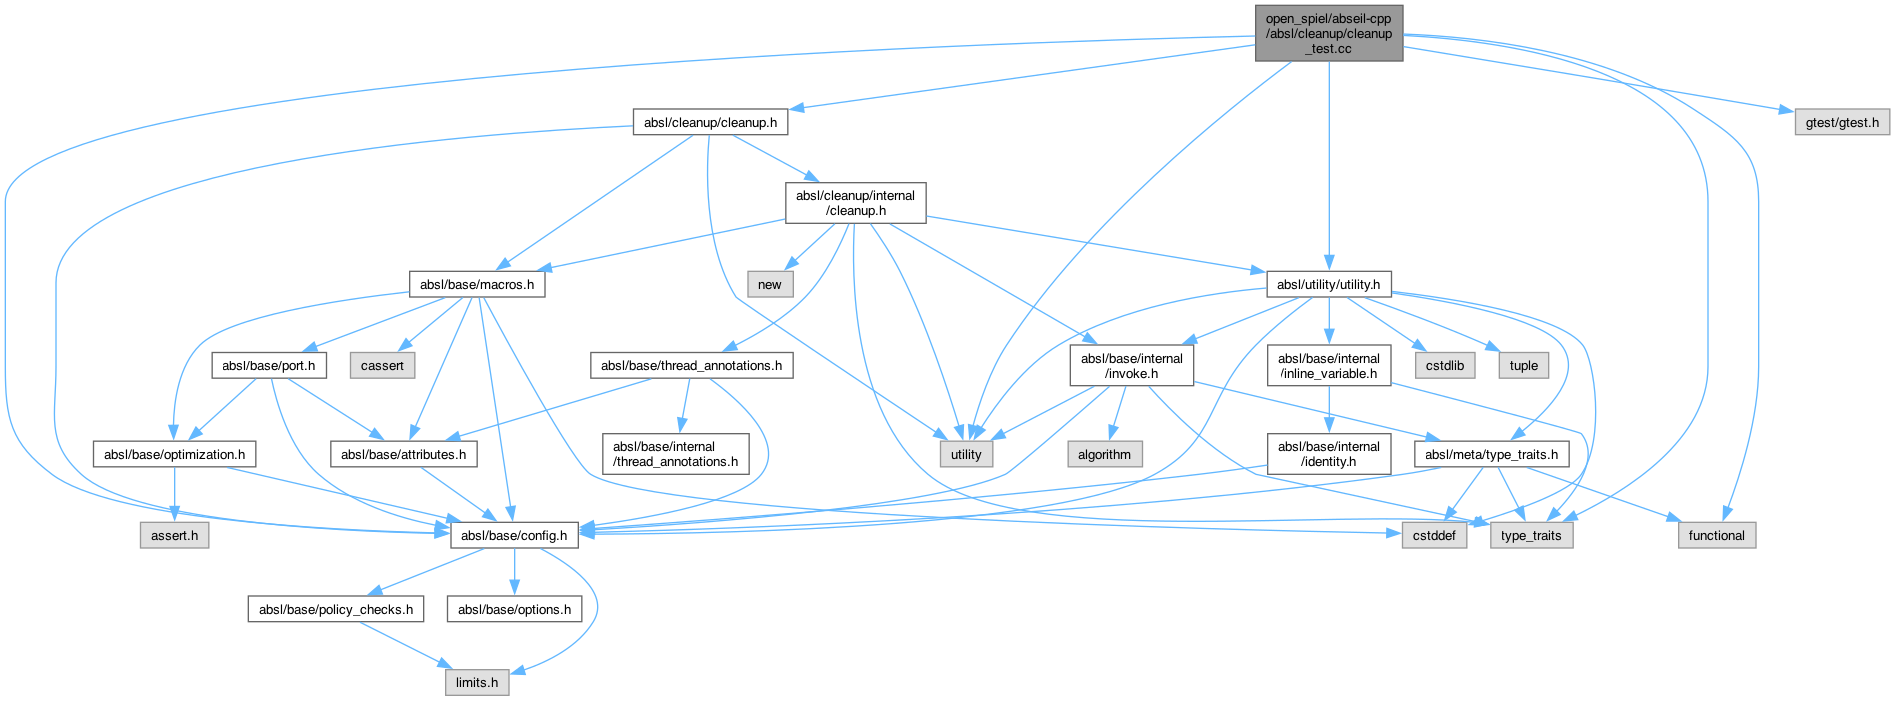 open_spiel/abseil-cpp
/absl/cleanup/cleanup
_test.cc
absl/cleanup/cleanup.h
gtest/gtest.h
absl/cleanup/internal
/cleanup.h
absl/base/macros.h
new
absl/utility/utility.h
absl/base/port.h
cassert
absl/base/thread_annotations.h
absl/base/internal
/invoke.h
absl/base/internal
/inline_variable.h
cstdlib
tuple
absl/base/optimization.h
absl/base/attributes.h
absl/base/internal
/thread_annotations.h
utility
algorithm
absl/base/internal
/identity.h
absl/meta/type_traits.h
assert.h
absl/base/config.h
cstddef
type_traits
functional
absl/base/policy_checks.h
absl/base/options.h
limits.h